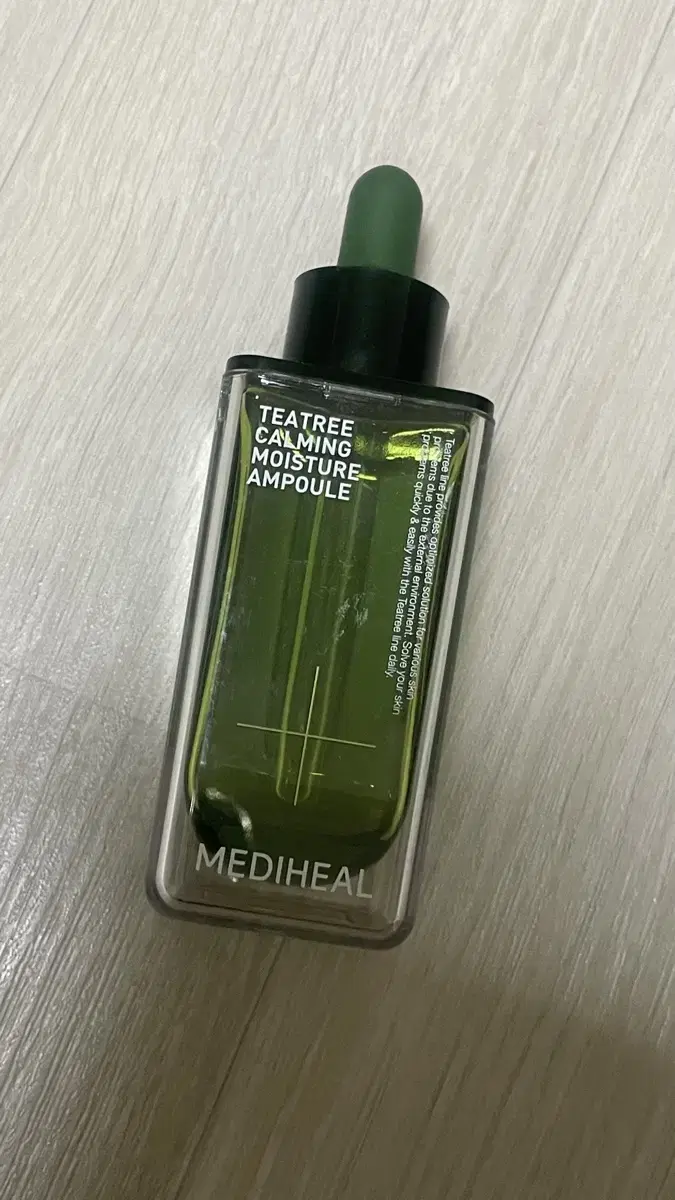 TEATREE
CALMING
MOISTURE
AMPOULE
Teatree line provides optimized solution for various skin
problems due to the external environment. Solve your skin
problems quickly & easily with the Teatree line daily.
MEDIHEAL